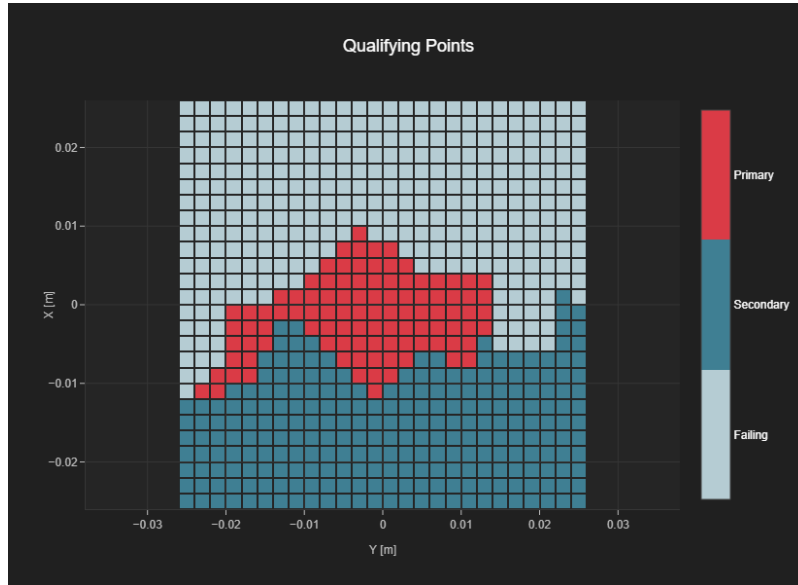 Qualifying Points
0.02
0.01
0
−0.01
−0.02
X [m]
−0.03
−0.02
−0.01
0
0.01
0.02
0.03
Y [m]
Primary
Secondary
Failing